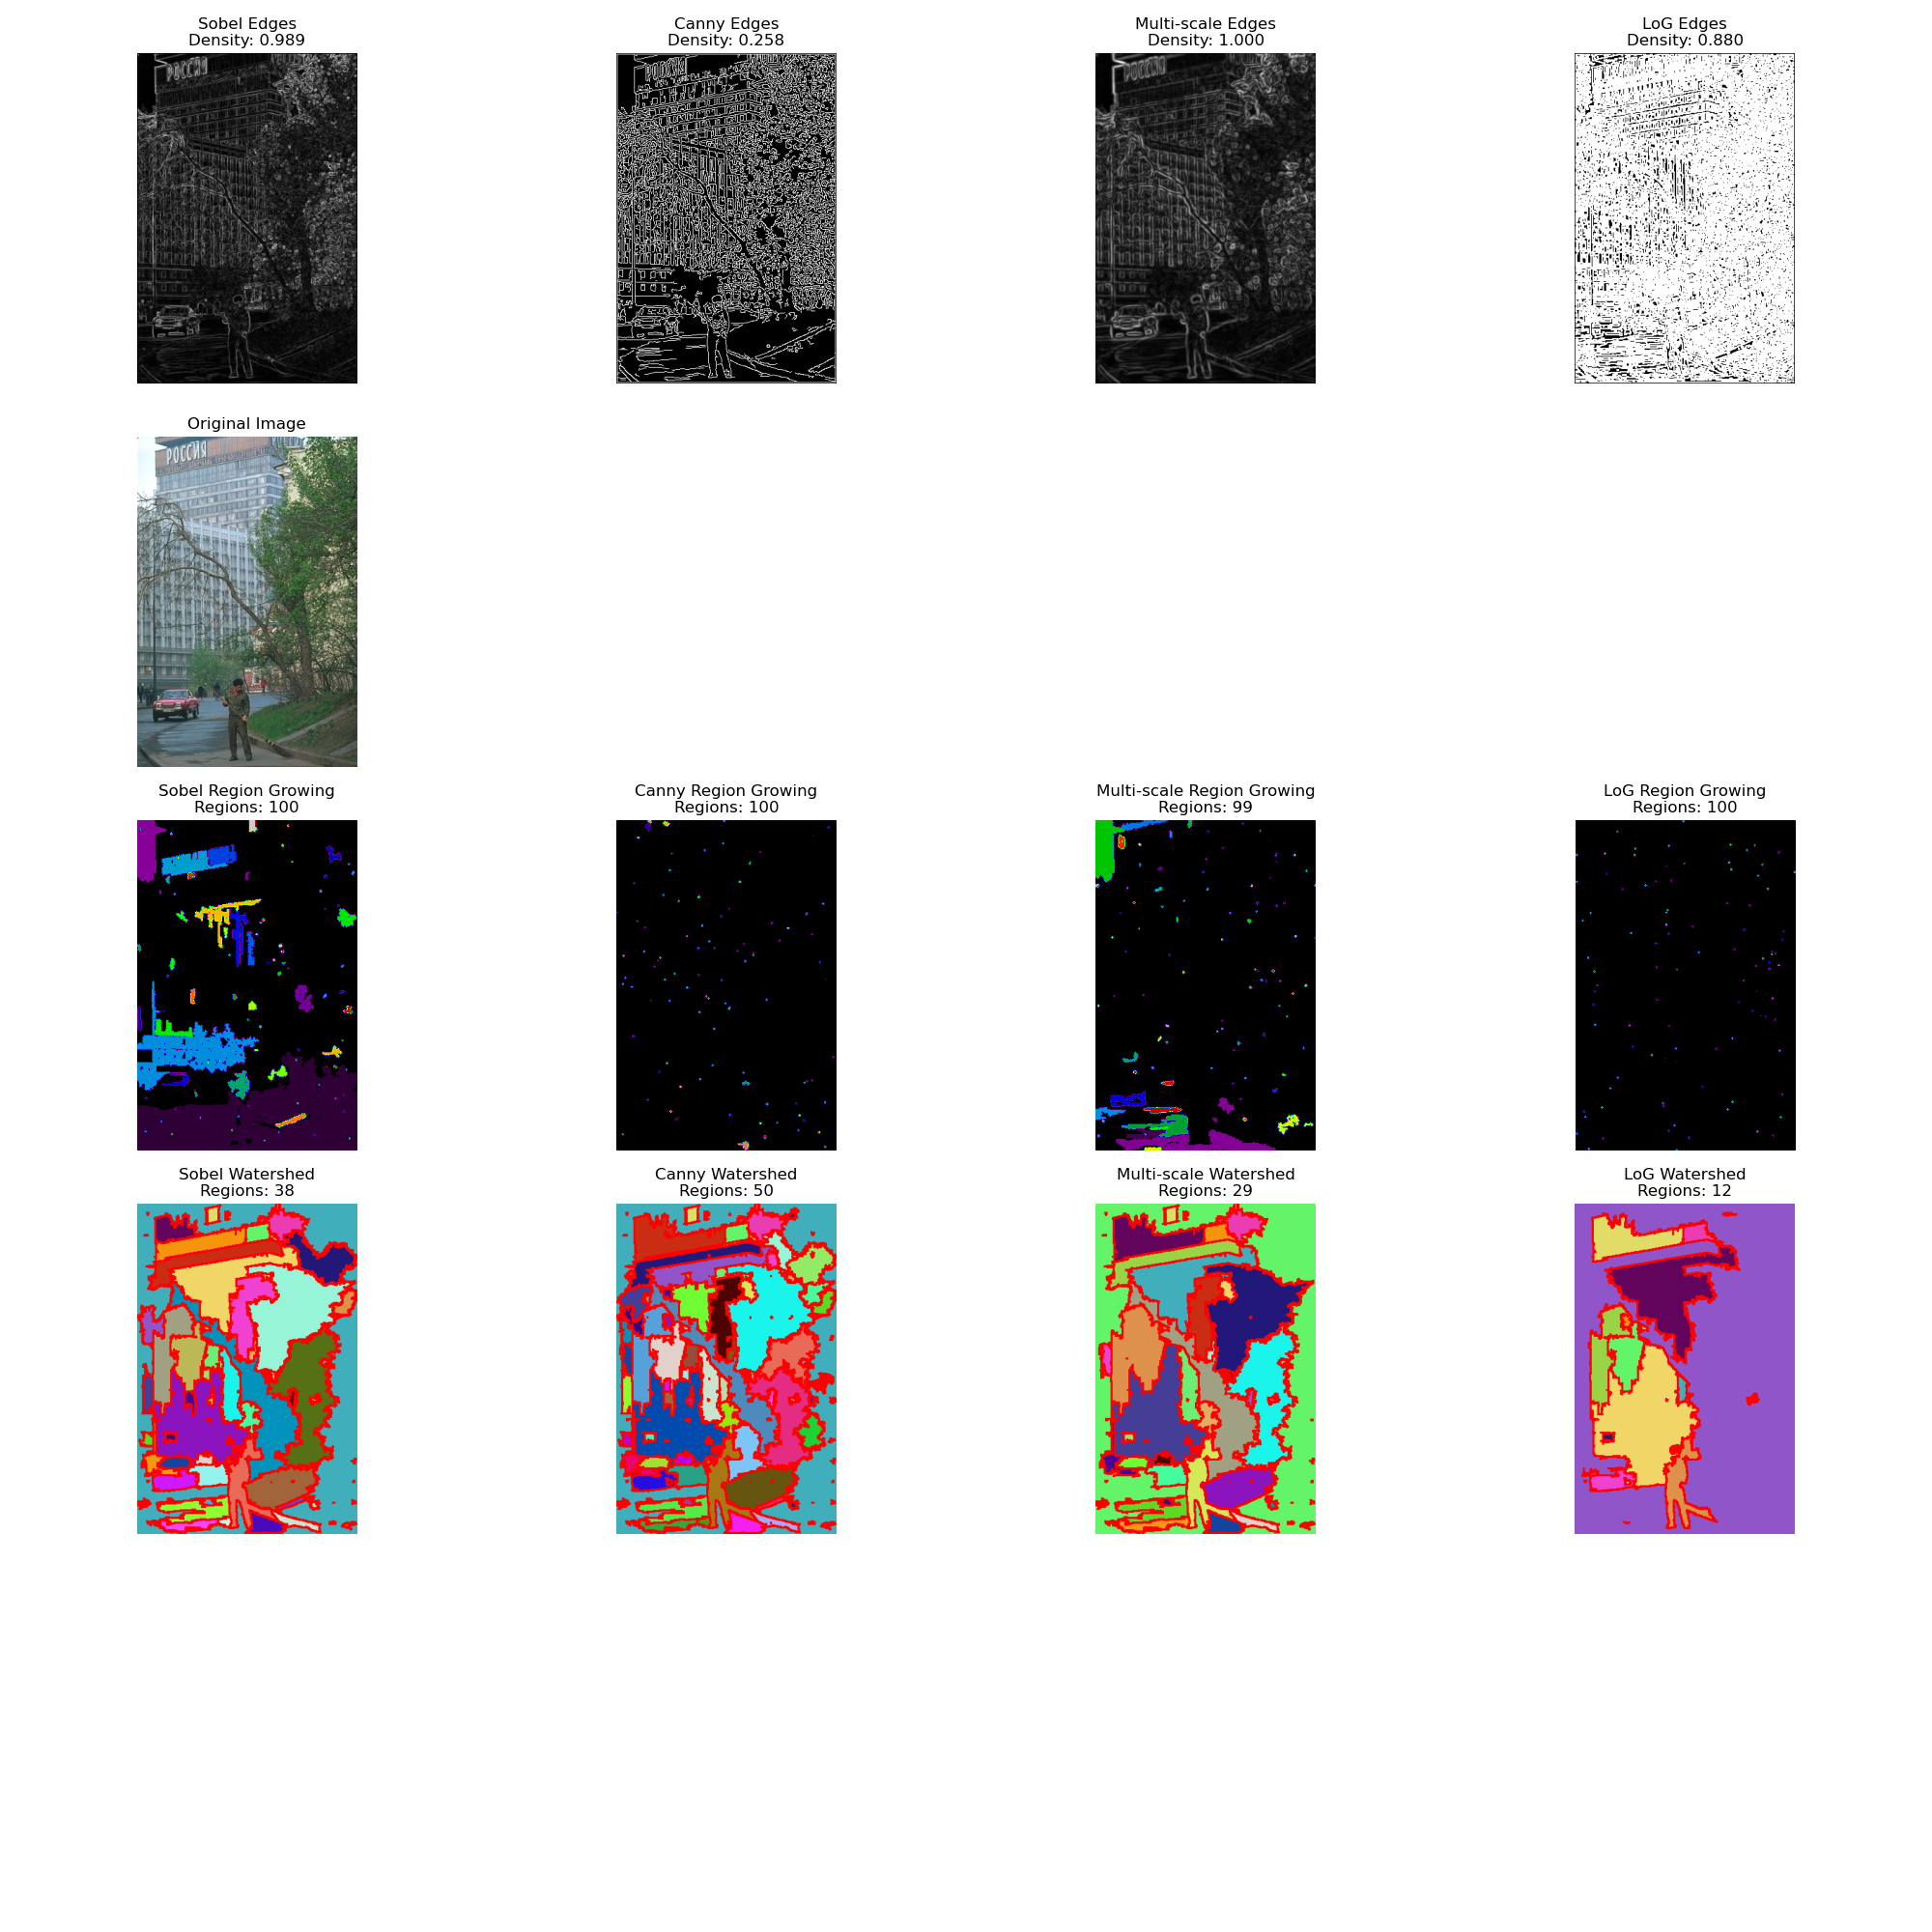 Sobel Edges
Density: 0.989
Canny Edges
Density: 0.258
Multi-scale Edges
Density: 1.000
LoG Edges
Density: 0.880
РОССИЯ
РОССИЯ
РОССИЯ
Original Image
РОССИЯ
Sobel Region Growing
Regions: 100
Canny Region Growing
Regions: 100
Multi-scale Region Growing
Regions: 99
LoG Region Growing
Regions: 100
Sobel Watershed
Regions: 38
Canny Watershed
Regions: 50
Multi-scale Watershed
Regions: 29
LoG Watershed
Regions: 12